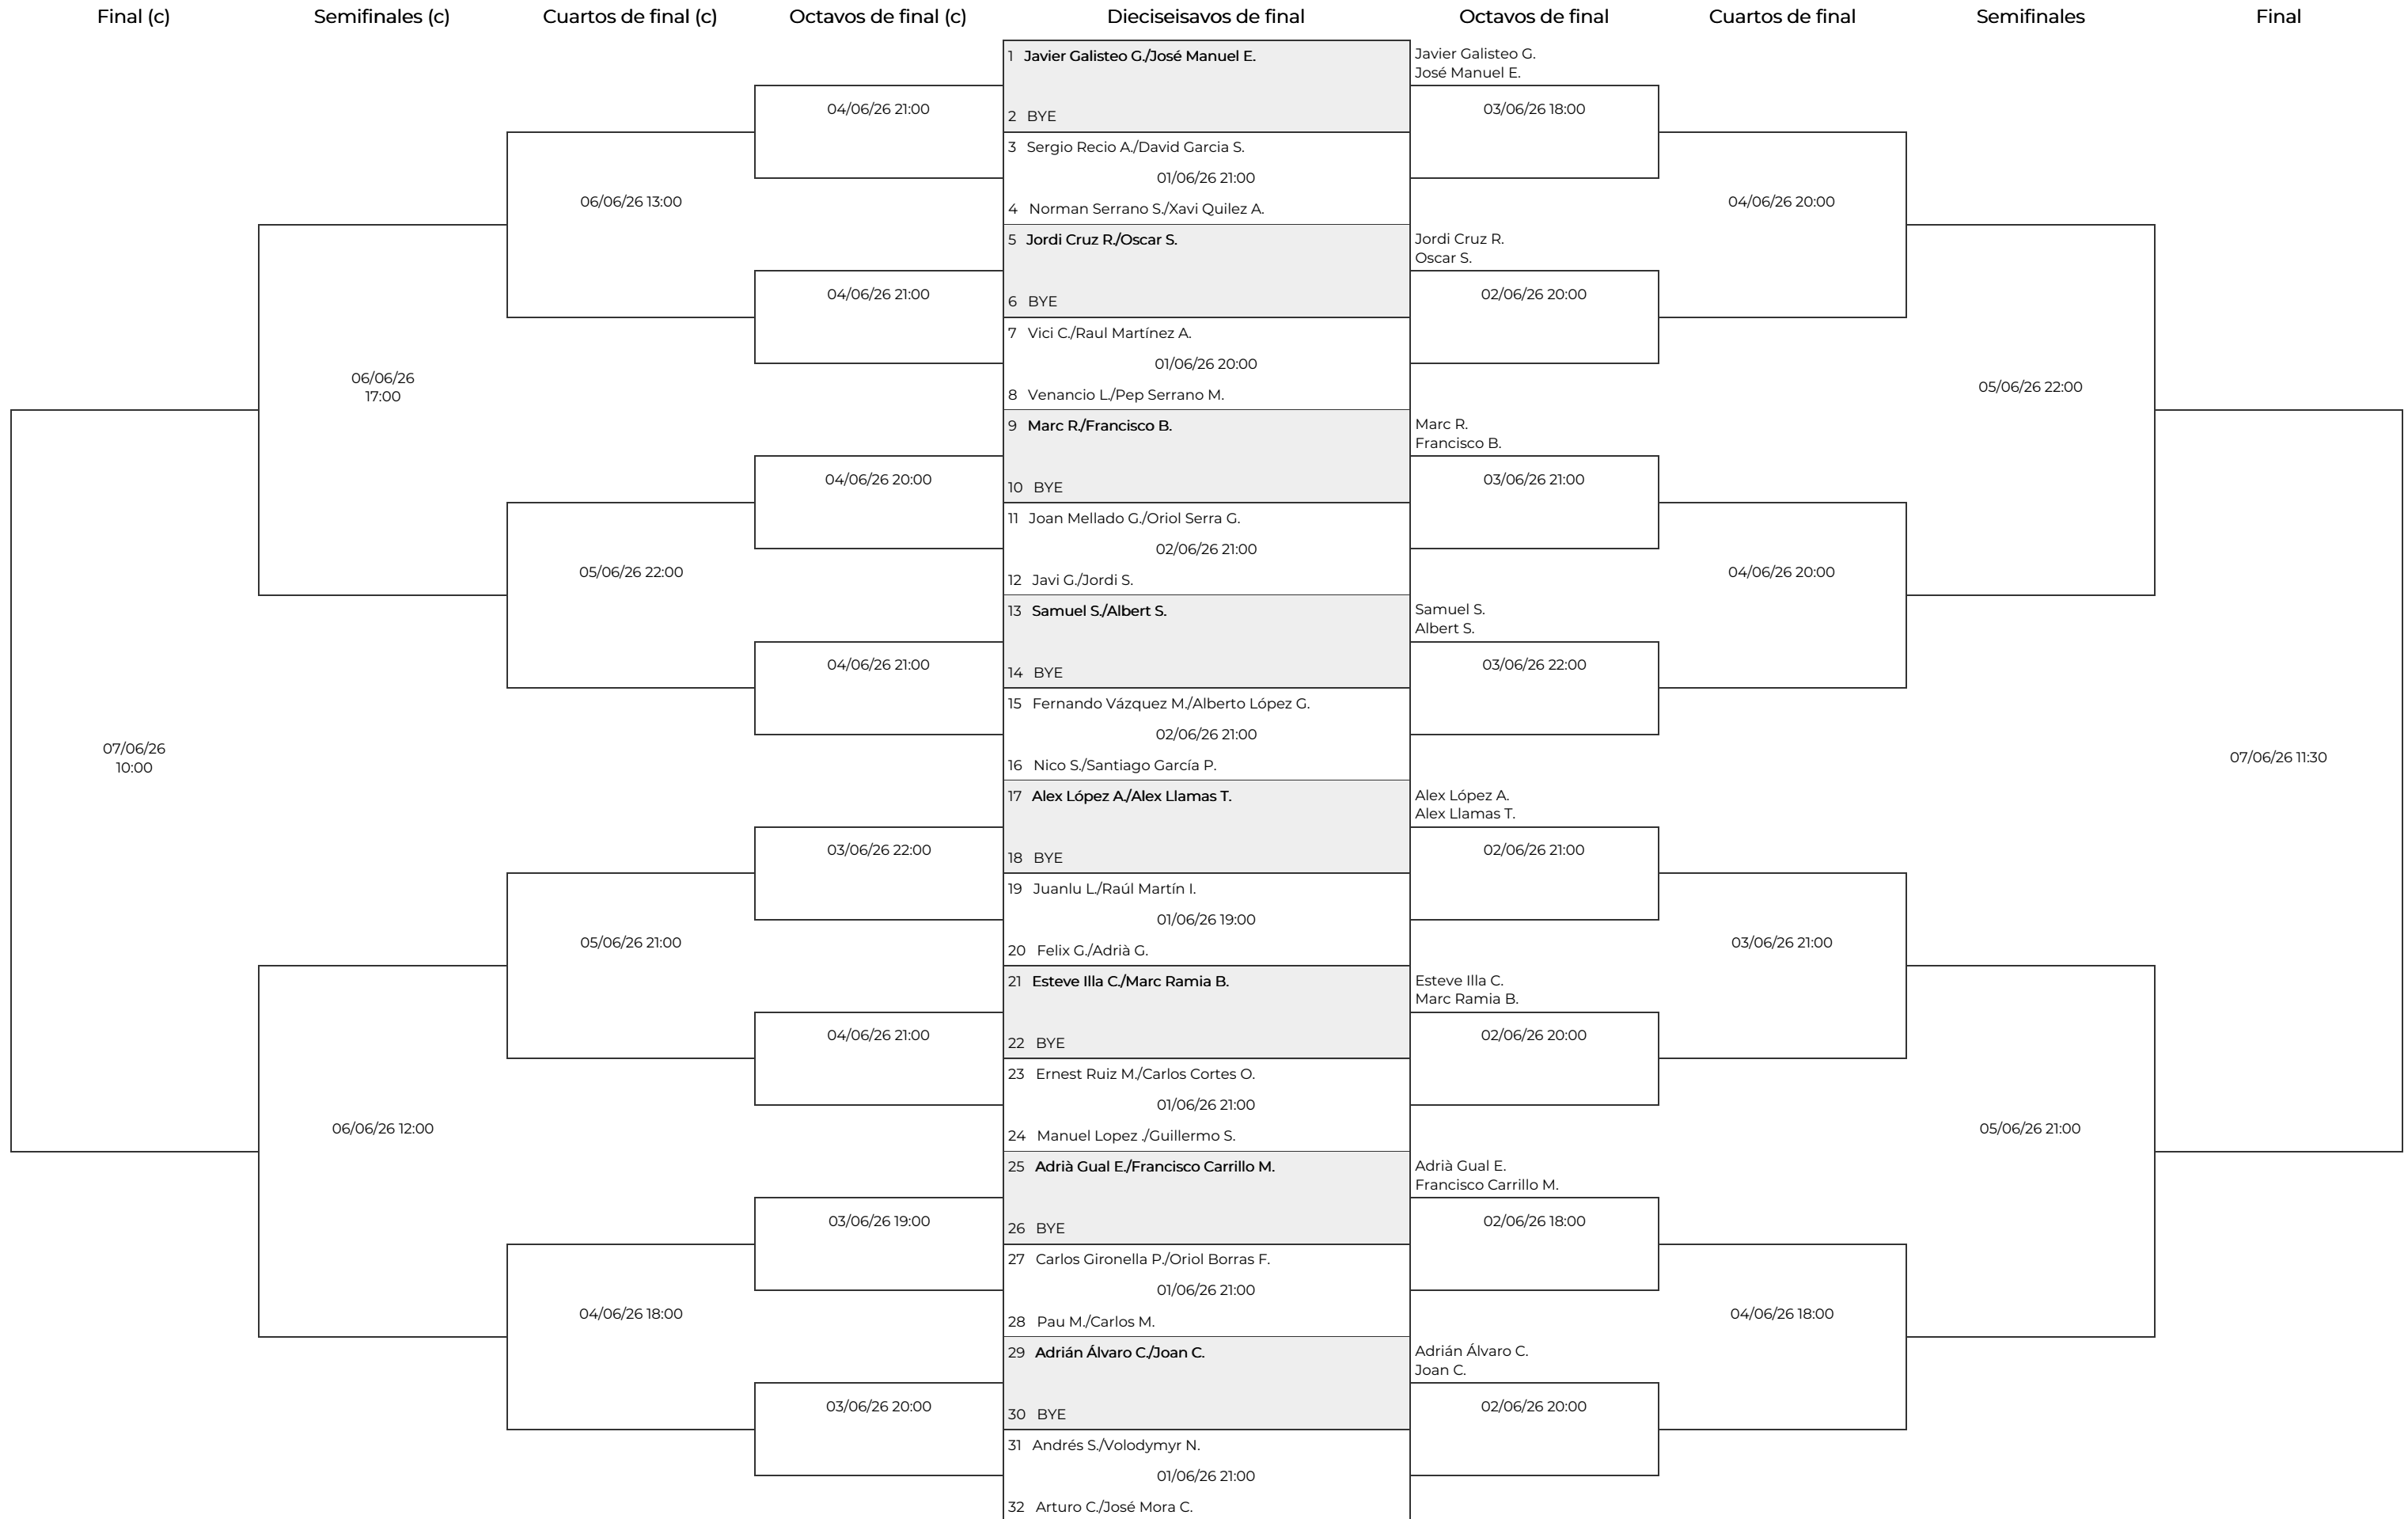 Final (c)
Semifinales (c)
Cuartos de final (c)
Octavos de final (c)
Dieciseisavos de final
Octavos de final
Cuartos de final
Semifinales
Final
07/06/26
10:00
06/06/26
17:00
06/06/26 12:00
06/06/26 13:00
05/06/26 22:00
05/06/26 21:00
04/06/26 18:00
04/06/26 21:00
04/06/26 21:00
04/06/26 20:00
04/06/26 21:00
03/06/26 22:00
04/06/26 21:00
03/06/26 19:00
03/06/26 20:00
1 Javier Galisteo G./José Manuel E.
2 BYE
3 Sergio Recio A./David Garcia S.
01/06/26 21:00
4 Norman Serrano S./Xavi Quilez A.
5 Jordi Cruz R./Oscar S.
6 BYE
7 Vici C./Raul Martínez A.
01/06/26 20:00
8 Venancio L./Pep Serrano M.
9 Marc R./Francisco B.
10 BYE
11 Joan Mellado G./Oriol Serra G.
02/06/26 21:00
12 Javi G./Jordi S.
13 Samuel S./Albert S.
14 BYE
15 Fernando Vázquez M./Alberto López G.
02/06/26 21:00
16 Nico S./Santiago García P.
17 Alex López A./Alex Llamas T.
18 BYE
19 Juanlu L./Raúl Martín I.
01/06/26 19:00
20 Felix G./Adrià G.
21 Esteve Illa C./Marc Ramia B.
22 BYE
23 Ernest Ruiz M./Carlos Cortes O.
01/06/26 21:00
24 Manuel Lopez ./Guillermo S.
25 Adrià Gual E./Francisco Carrillo M.
26 BYE
27 Carlos Gironella P./Oriol Borras F.
01/06/26 21:00
28 Pau M./Carlos M.
29 Adrián Álvaro C./Joan C.
30 BYE
31 Andrés S./Volodymyr N.
01/06/26 21:00
32 Arturo C./José Mora C.
Javier Galisteo G.
José Manuel E.
03/06/26 18:00
Jordi Cruz R.
Oscar S.
02/06/26 20:00
Marc R.
Francisco B.
03/06/26 21:00
Samuel S.
Albert S.
03/06/26 22:00
Alex López A.
Alex Llamas T.
02/06/26 21:00
Esteve Illa C.
Marc Ramia B.
02/06/26 20:00
Adrià Gual E.
Francisco Carrillo M.
02/06/26 18:00
Adrián Álvaro C.
Joan C.
02/06/26 20:00
04/06/26 20:00
04/06/26 20:00
03/06/26 21:00
04/06/26 18:00
05/06/26 22:00
05/06/26 21:00
07/06/26 11:30